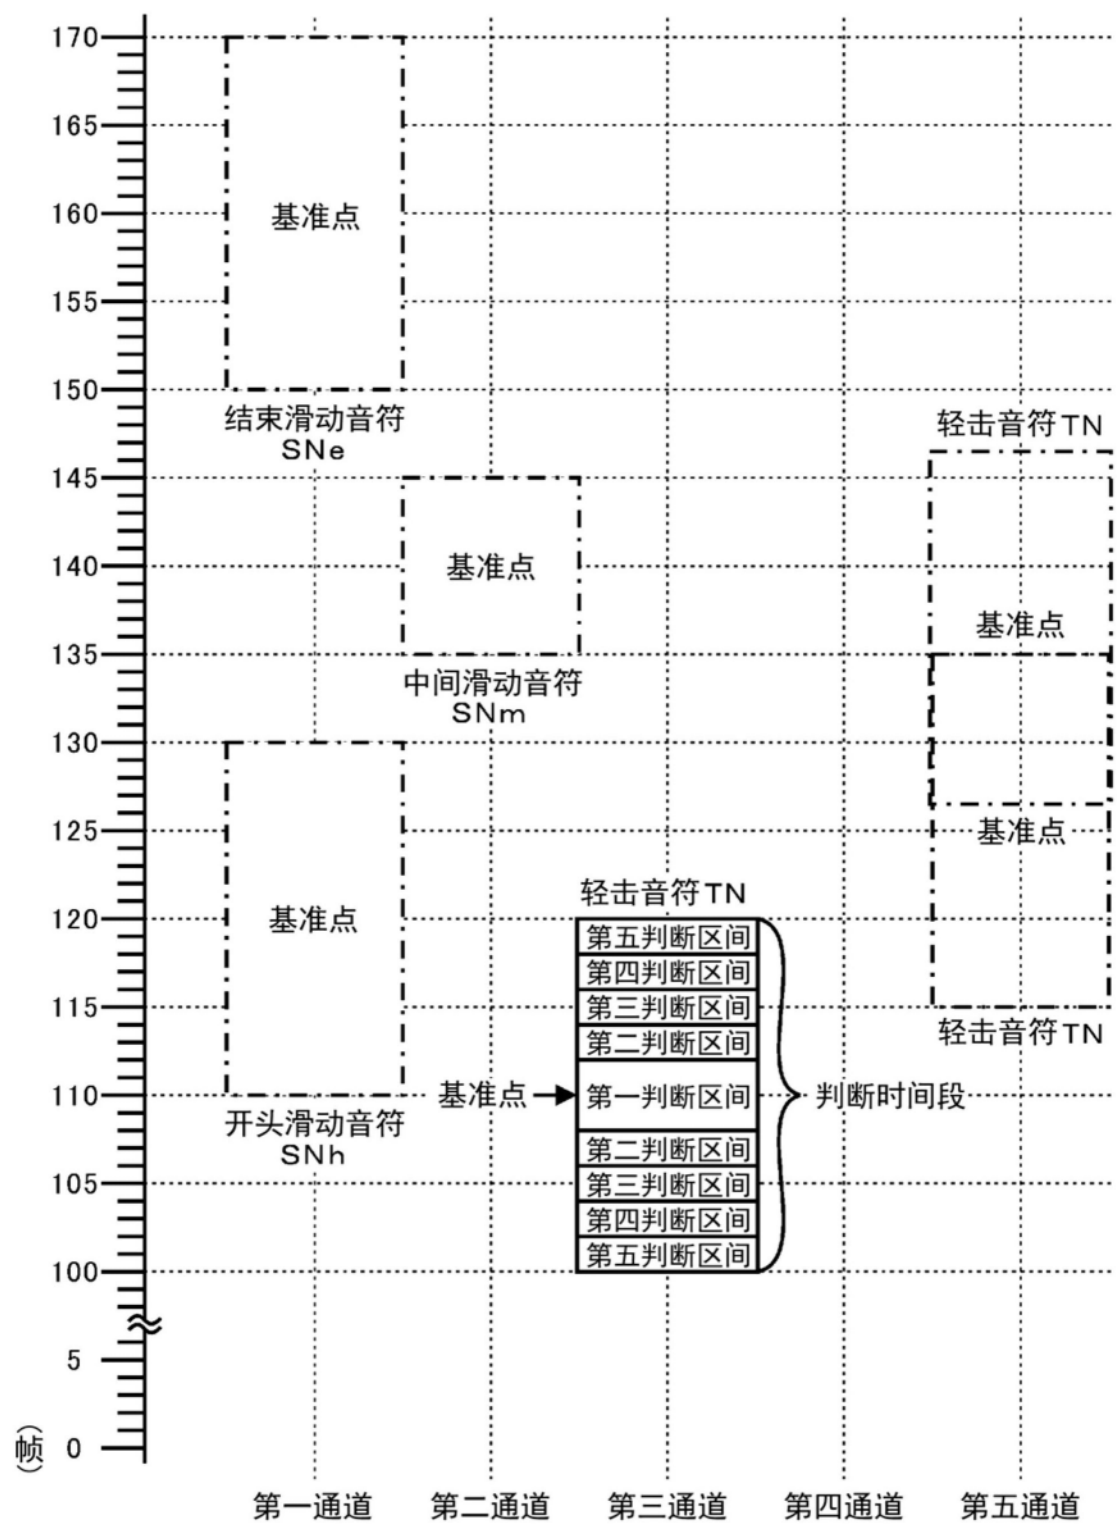 170
165
基准点
160
155
150
结束滑动音符
SNe
轻击音符TN
145
基准点
140
基准点
135
中间滑动音符
SNm
130
125
基准点
轻击音符TN
120
基准点
第五判断区间
第四判断区间
115
第三判断区间
轻击音符TN
第二判断区间
110
基准点
第一判断区间
判断时间段
开头滑动音符
SNh
第二判断区间
105
第三判断区间
第四判断区间
第五判断区间
100
5
0
(帧)
第一通道 第二通道 第三通道 第四通道 第五通道